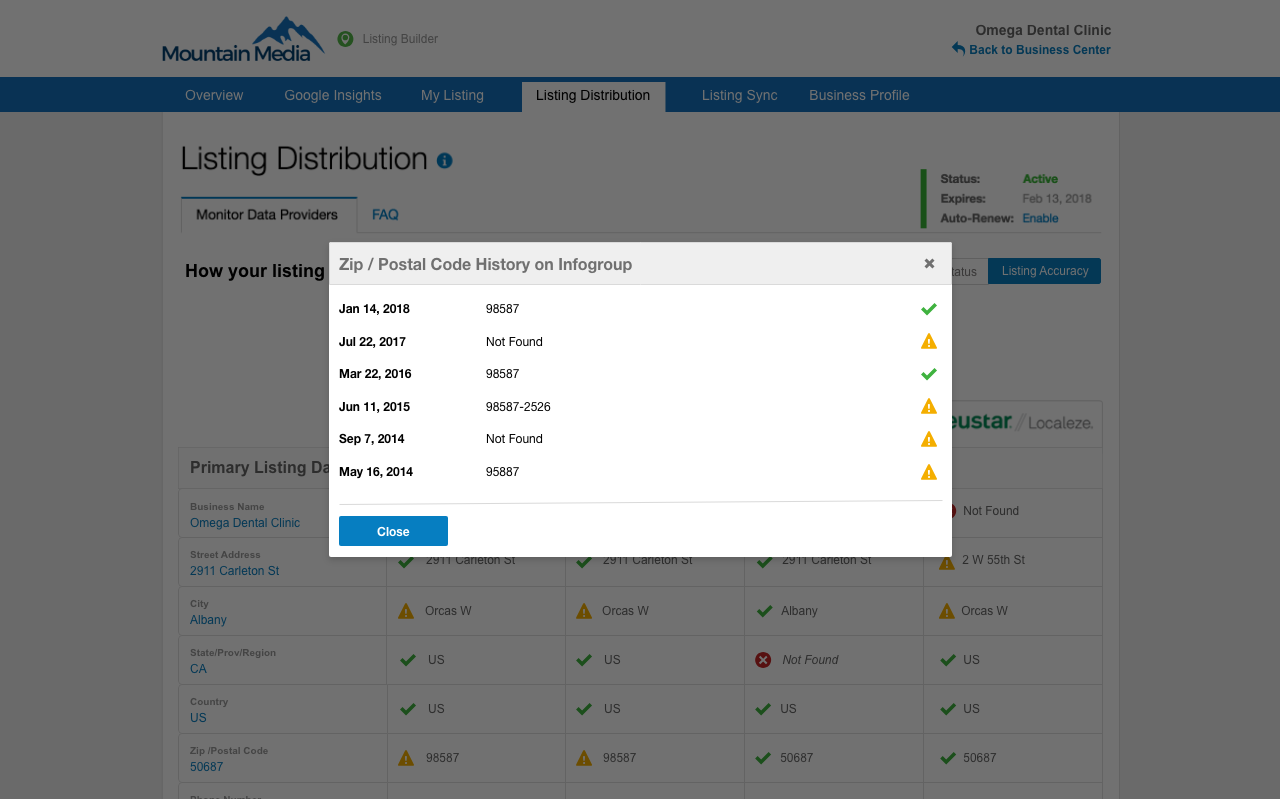 Mountain Media
Listing Builder
Omega Dental Clinic
Back to Business Center
Overview Google Insights My Listing Listing Distribution Listing Sync Business Profile
Listing Distribution
Status: Active
Expires: Feb 13, 2018
Auto-Renew: Enable
Monitor Data Providers FAQ
How your listing
Listing Accuracy
Zip / Postal Code History on Infogroup
Jan 14, 2018 98587
Jul 22, 2017 Not Found
Mar 22, 2016 98587
Jun 11, 2015 98587-2526
Sep 7, 2014 Not Found
May 16, 2014 95887
Close
eustar. // Localeze.
Primary Listing Da
Business Name
Omega Dental Clinic Not Found
Street Address
2911 Carleton St 2911 Carleton St 2911 Carleton St 2911 Carleton St 2 W 55th St
City
Albany Orcas W Orcas W Albany Orcas W
State/Prov/Region
CA US US Not Found US
Country
US US US US US
Zip /Postal Code
50687 98587 98587 50687 50687
Phone Number